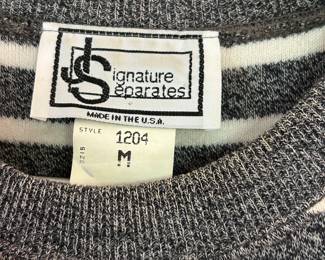 JS
Signature
Separates
MADE IN THE U.S.A.
STYLE 1204
SIZE M